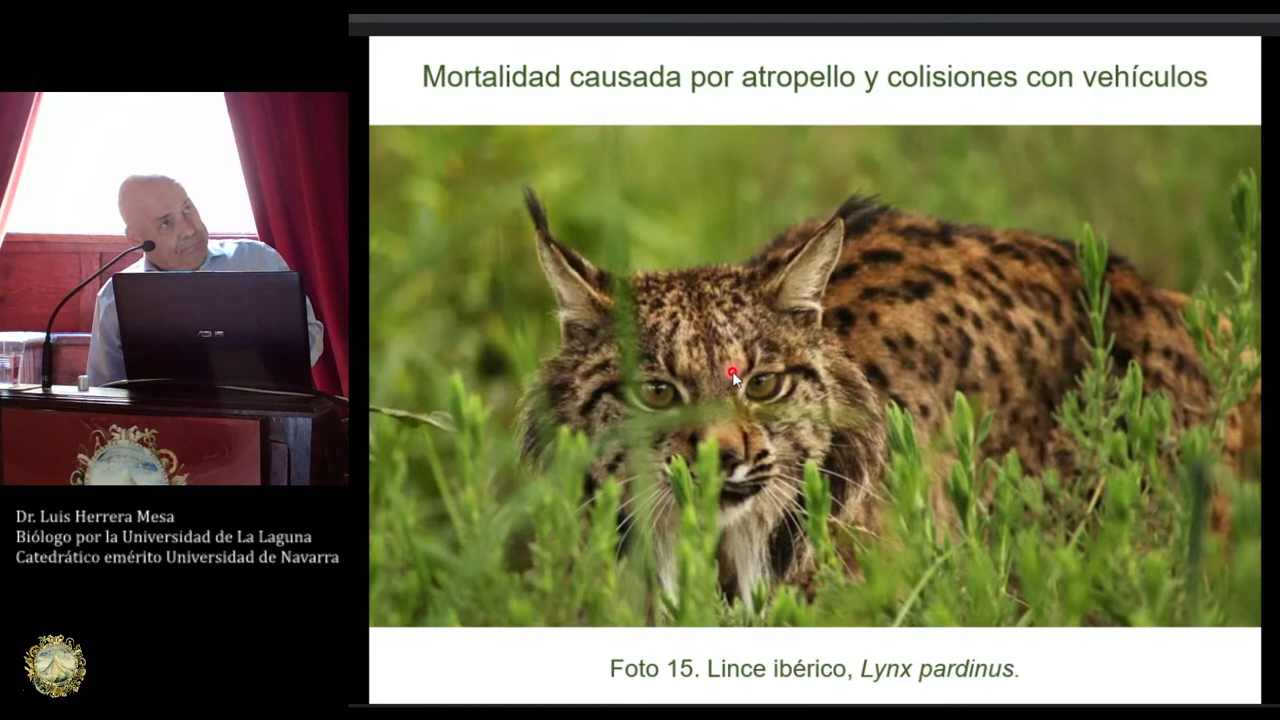 Mortalidad causada por atropello y colisiones con vehículos
ASUS
Dr. Luis Herrera Mesa
Biólogo por la Universidad de La Laguna
Catedrático emérito Universidad de Navarra
Foto 15. Lince ibérico, Lynx pardinus.